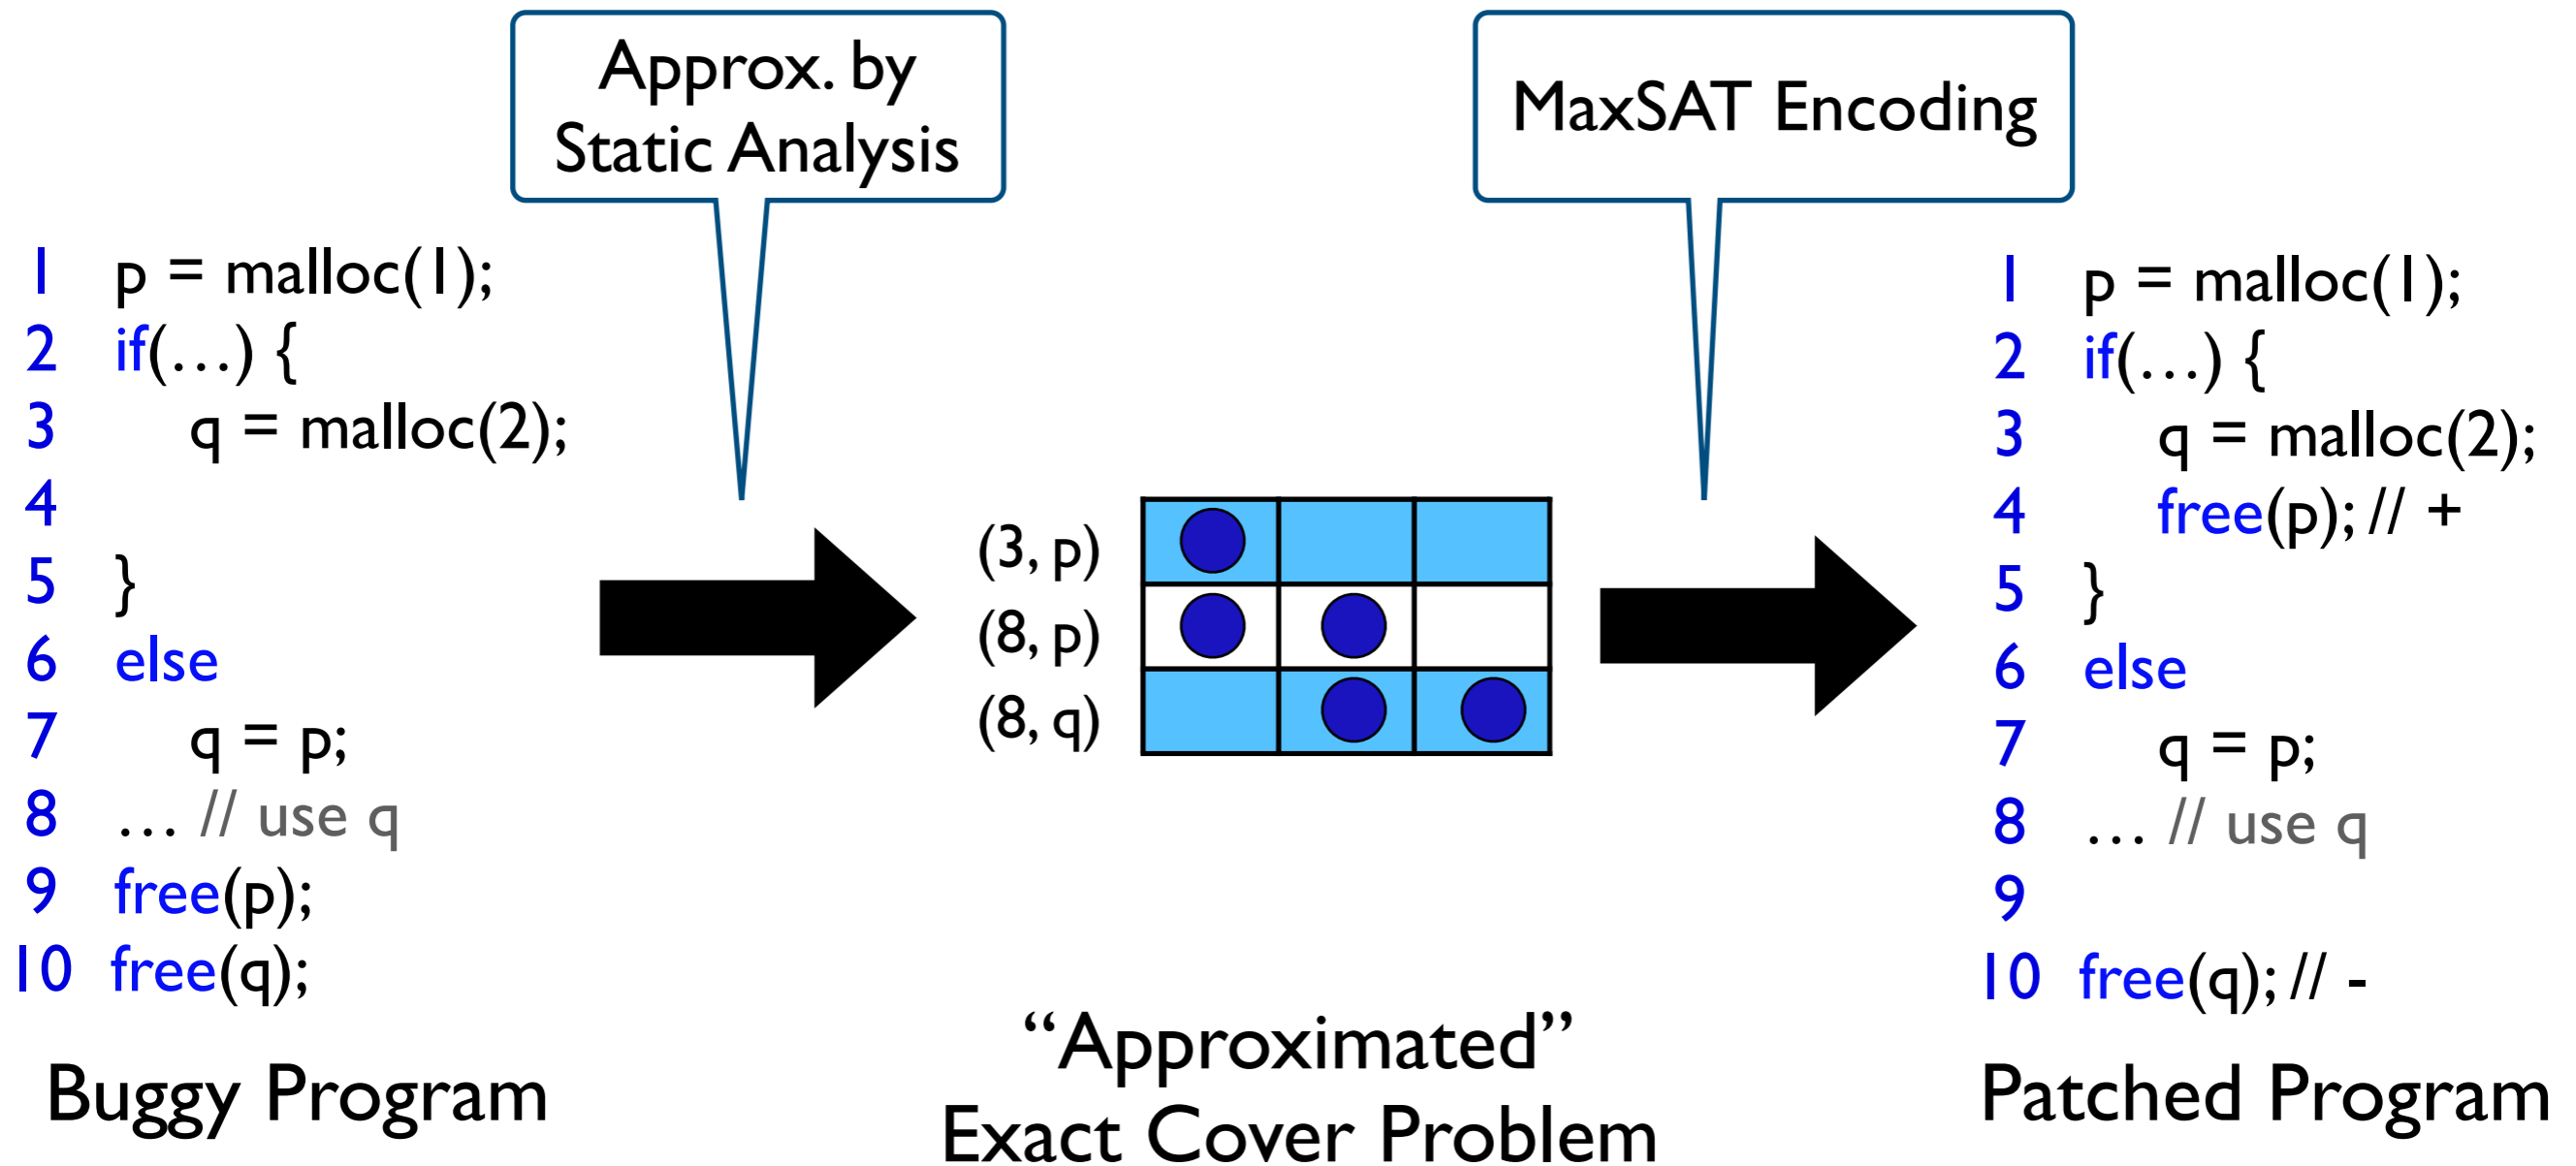 Approx. by
Static Analysis
MaxSAT Encoding
1 p = malloc(1);
2 if(…) {
3 q = malloc(2);
4
5 }
6 else
7 q = p;
8 … // use q
9 free(p);
10 free(q);
Buggy Program
(3, p)
(8, p)
(8, q)
“Approximated”
Exact Cover Problem
1 p = malloc(1);
2 if(…) {
3 q = malloc(2);
4 free(p); // +
5 }
6 else
7 q = p;
8 … // use q
9
10 free(q); // -
Patched Program